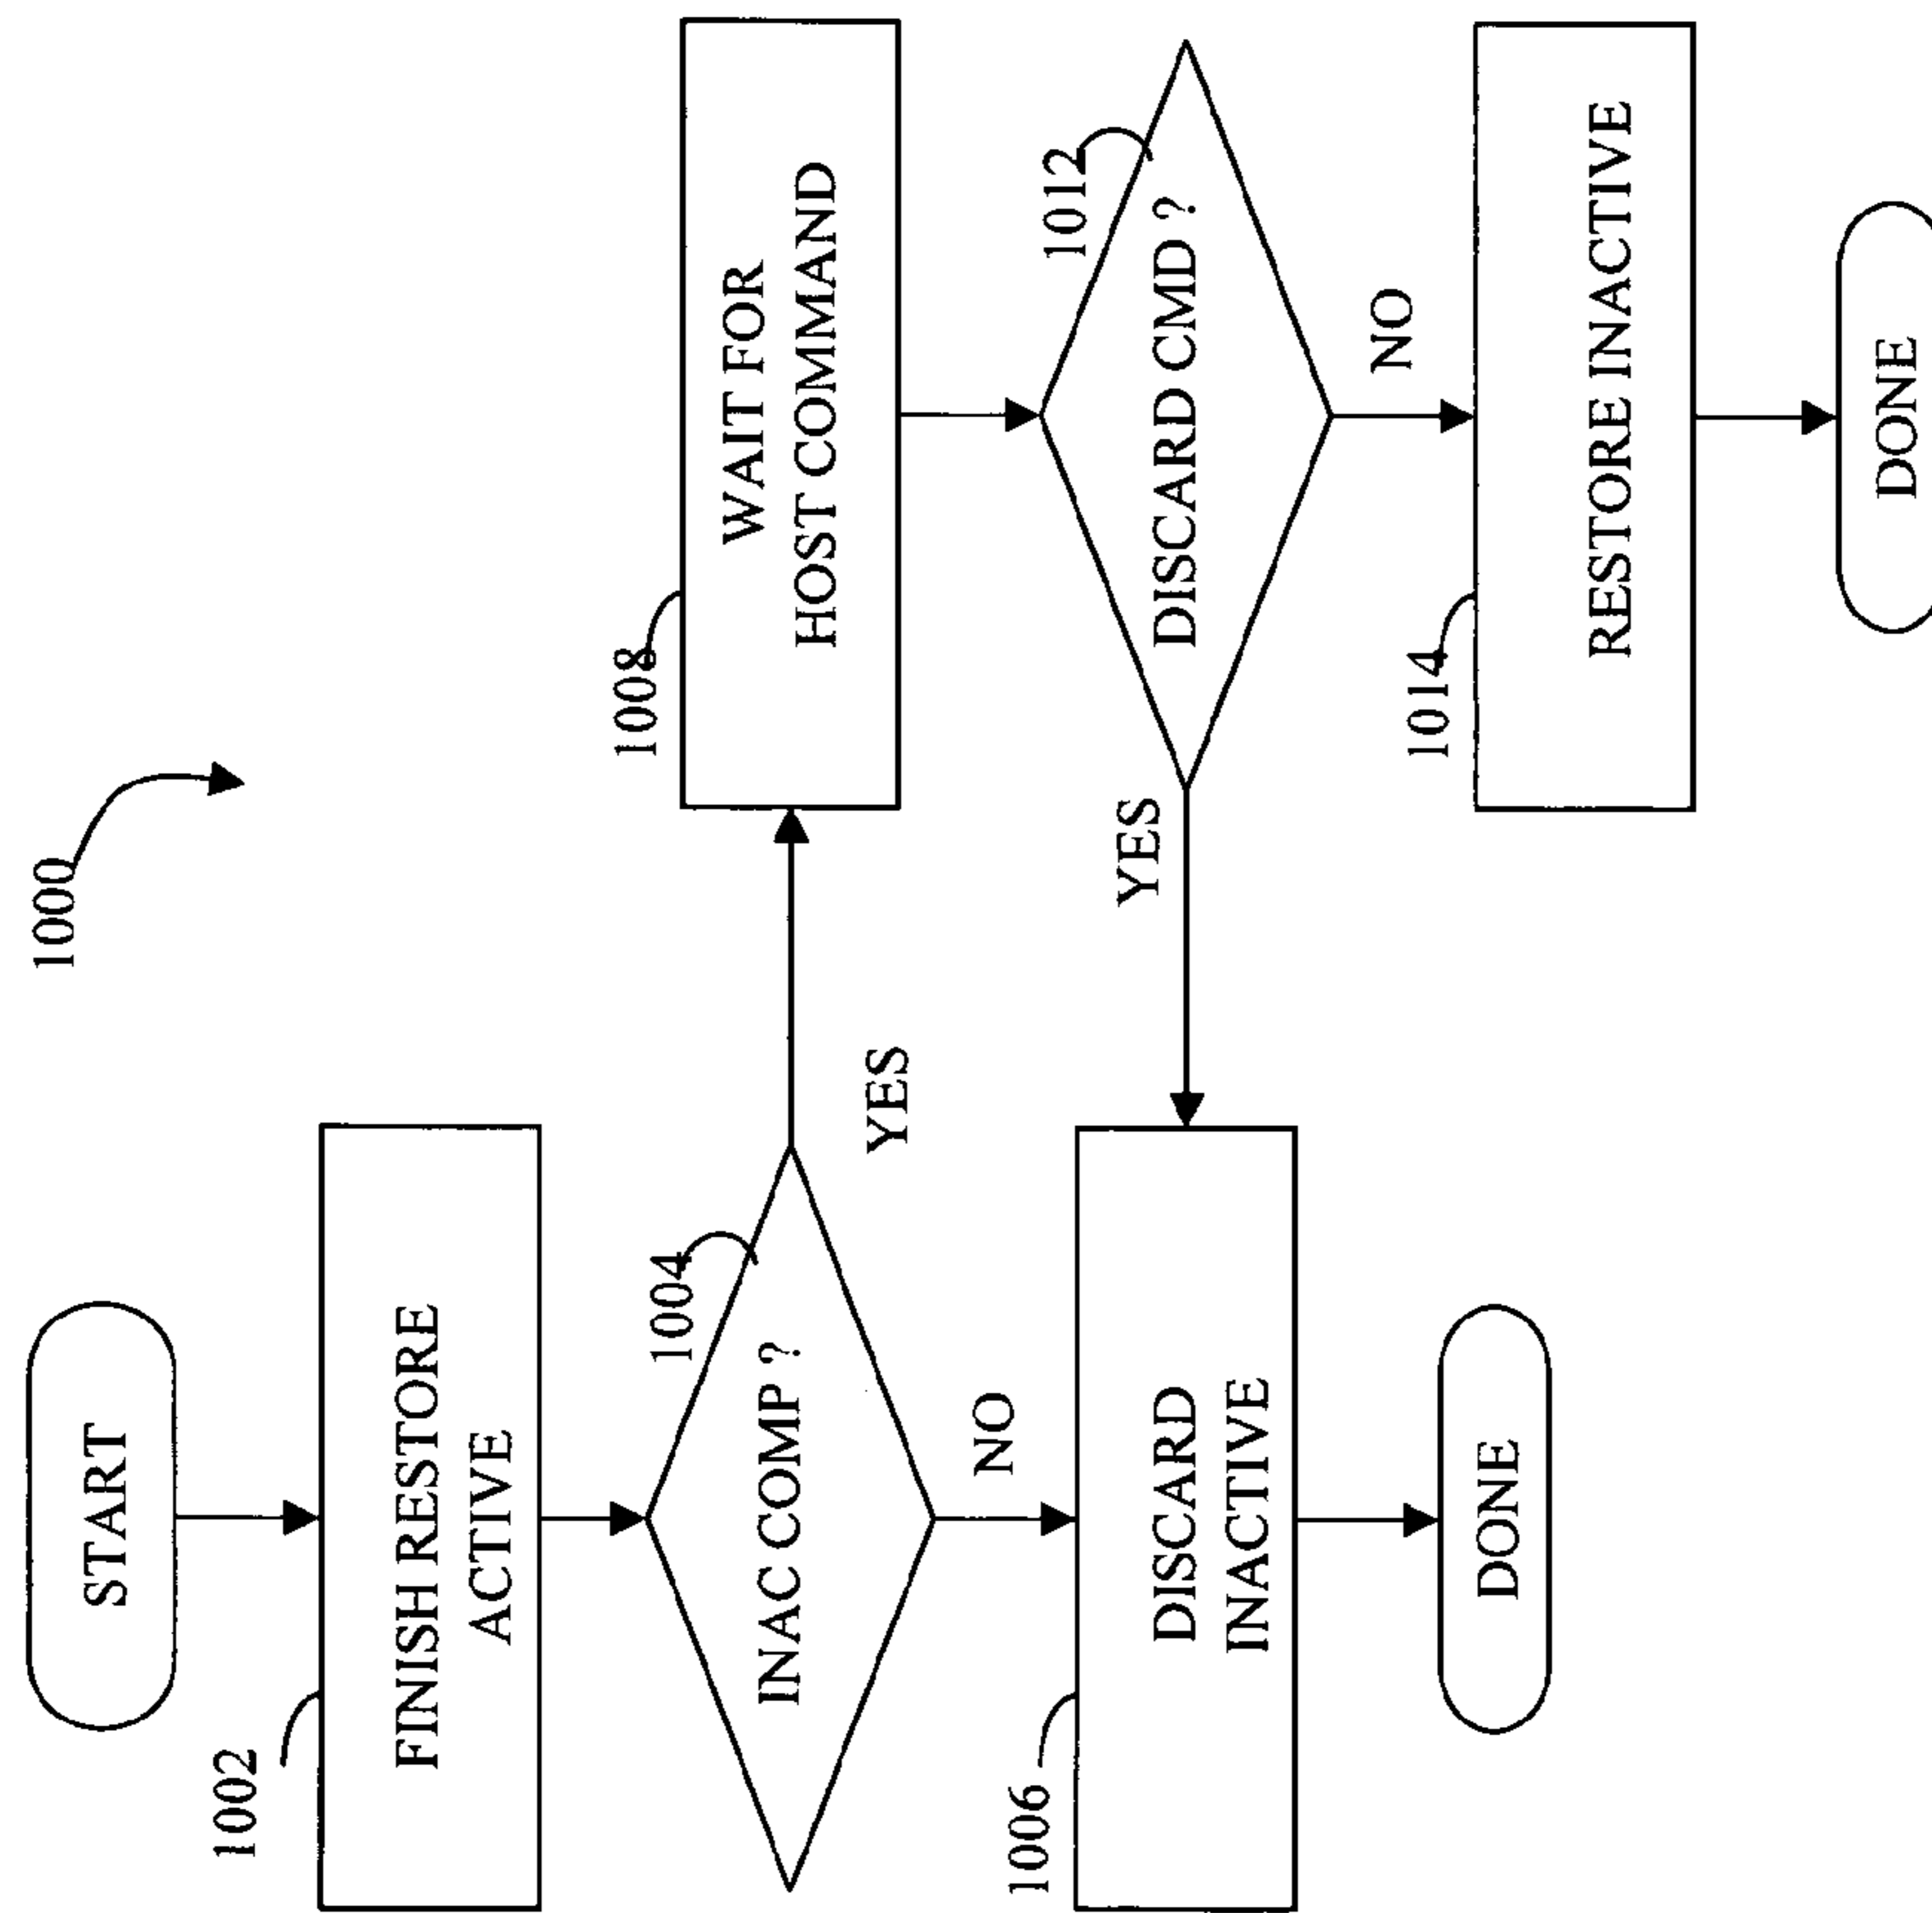 1000
START
1002
FINISH RESTORE
ACTIVE
1004
INAC COMP ?
YES
NO
1006
DISCARD
INACTIVE
DONE
1008
WAIT FOR
HOST COMMAND
1012
DISCARD CMD ?
YES
NO
1014
RESTORE INACTIVE
DONE